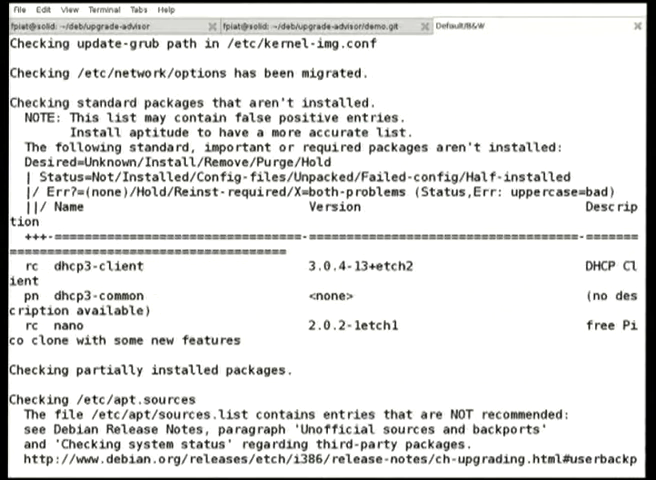 File Edit View Terminal Tabs Help
fpiat@solid: ~/deb/upgrade-advisor fpiat@solid: ~/deb/upgrade-advisor/demo.git Default/B&W
Checking update-grub path in /etc/kernel-img.conf
Checking /etc/network/options has been migrated.
Checking standard packages that aren't installed.
NOTE: This list may contain false positive entries.
Install aptitude to have a more accurate list.
The following standard, important or required packages aren't installed:
Desired=Unknown/Install/Remove/Purge/Hold
| Status=Not/Installed/Config-files/Unpacked/Failed-config/Half-installed
|/ Err?=(none)/Hold/Reinst-required/X=both-problems (Status,Err: uppercase=bad)
||/ Name Version Descrip
tion
+++-==================================-==================================-=======
======================================
rc dhcp3-client 3.0.4-13+etch2 DHCP Cl
ient
pn dhcp3-common <none> (no des
cription available)
rc nano 2.0.2-1etch1 free Pi
co clone with some new features
Checking partially installed packages.
Checking /etc/apt.sources
The file /etc/apt/sources.list contains entries that are NOT recommended:
see Debian Release Notes, paragraph 'Unofficial sources and backports'
and 'Checking system status' regarding third-party packages.
http://www.debian.org/releases/etch/i386/release-notes/ch-upgrading.html#userbackp